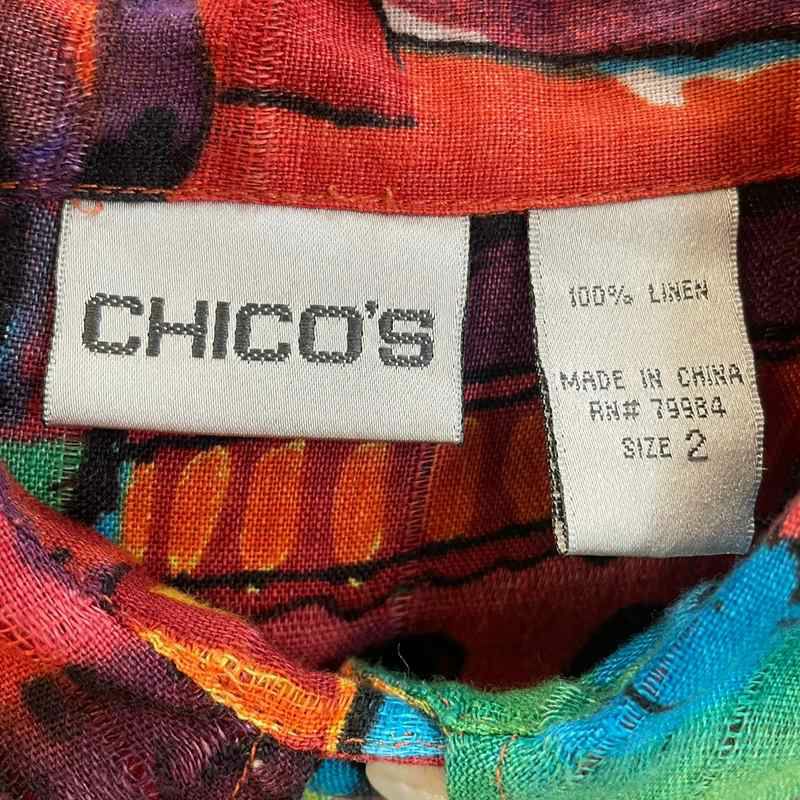 CHICO'S
100% LINEN
MADE IN CHINA
RN# 79984
SIZE 2